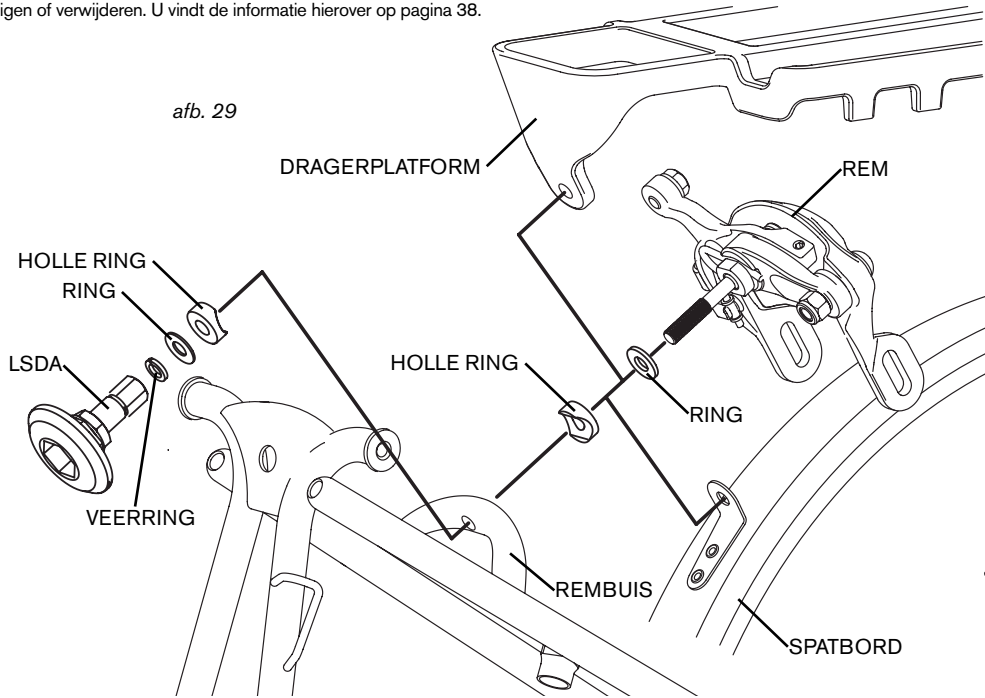 igen of verwijderen. U vindt de informatie hierover op pagina 38.
afb. 29
DRAGERPLATFORM
REM
HOLLE RING
RING
HOLLE RING
LSDA
RING
VEERRING
REMBUIS
SPATBORD